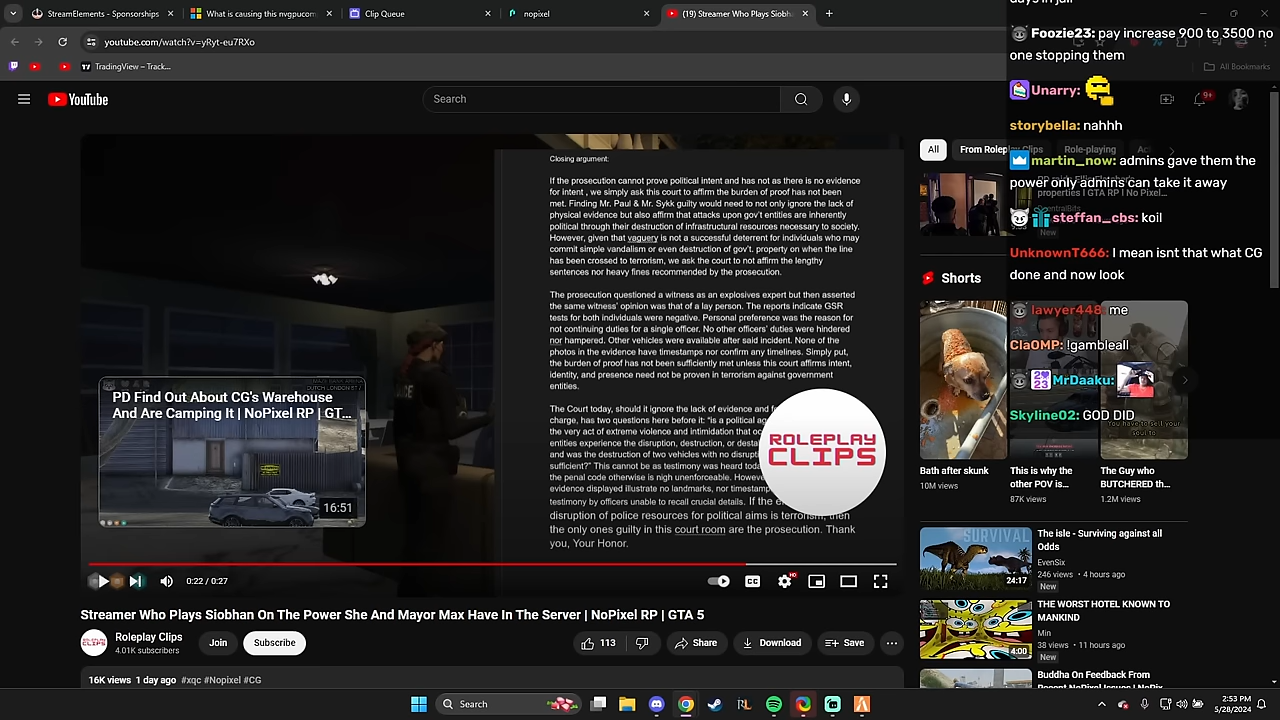 StreamElements - Sponsorships
What is causing this nvgpucom
Clip Queue
nopixel
(19) Streamer Who Plays Siobh
youtube.com/watch?v=yRyt-eu7RXo
TradingView – Track...
All Bookmarks
YouTube
Search
9+
All
From Roleplay Clips
Role-playing
days in jail
Foozie23: pay increase 900 to 3500 no
one stopping them
Unarry:
storybella: nahhh
martin_now: admins gave them the
power only admins can take it away
steffan_cbs: koil
UnknownT666: I mean isnt that what CG
done and now look
lawyer448: me
ClaOMP: !gambleall
MrDaaku:
Skyline02: GOD DID
Closing argument:
If the prosecution cannot prove political intent and has not as there is no evidence
for intent , we simply ask this court to affirm the burden of proof has not been
met. Finding Mr. Paul & Mr. Sykk guilty would need to not only ignore the lack of
physical evidence but also affirm that attacks upon gov't entities are inherently
political through their destruction of infrastructural resources necessary to society.
However, given that vaguery is not a successful deterrent for individuals who may
commit simple vandalism or even destruction of gov't. property on when the line
has been crossed to terrorism, we ask the court to not affirm the lengthy
sentences nor heavy fines recommended by the prosecution.
The prosecution questioned a witness as an explosives expert but then asserted
the same witness' opinion was that of a lay person. The reports indicate GSR
tests for both individuals were negative. Personal preference was the reason for
not continuing duties for a single officer. No other officers' duties were hindered
nor hampered. Other vehicles were available after said incident. None of the
photos in the evidence have timestamps nor confirm any timelines. Simply put,
the burden of proof has not been sufficiently met unless this court affirms intent,
identity, and presence need not be proven in terrorism against government
entities.
The Court today, should it ignore the lack of evidence and
charge, has two questions here before it: "is a political
the very act of extreme violence and intimidation that
entities experience the disruption, destruction, or
and was the destruction of two vehicles with no
sufficient?" This cannot be as testimony was heard
the penal code otherwise is nigh unenforceable.
evidence displayed illustrate no landmarks, nor
testimony by officers unable to recall crucial details. If the
disruption of police resources for political aims is terrorism, then
the only ones guilty in this court room are the prosecution. Thank
you, Your Honor.
PD Find Out About CG's Warehouse
And Are Camping It | NoPixel RP | GT...
16:51
ROLEPLAY
CLIPS
0:22 / 0:27
CC
HD
Streamer Who Plays Siobhan On The Power She And Mayor Max Have In The Server | NoPixel RP | GTA 5
Roleplay Clips
4.01K subscribers
Join
Subscribe
113
Share
Download
Save
16K views 1 day ago #xqc #Nopixel #CG
properties I GTA RP | No Pixel...
New
Shorts
You have to sell your
soul to
Bath after skunk
10M views
This is why the
other POV is...
87K views
The Guy who
BUTCHERED th...
1.2M views
SURVIVAL
24:17
The isle - Surviving against all
Odds
EvenSix
246 views • 4 hours ago
New
4:00
THE WORST HOTEL KNOWN TO
MANKIND
Min
38 views • 11 hours ago
New
Buddha On Feedback From
Search
2:53 PM
5/28/2024